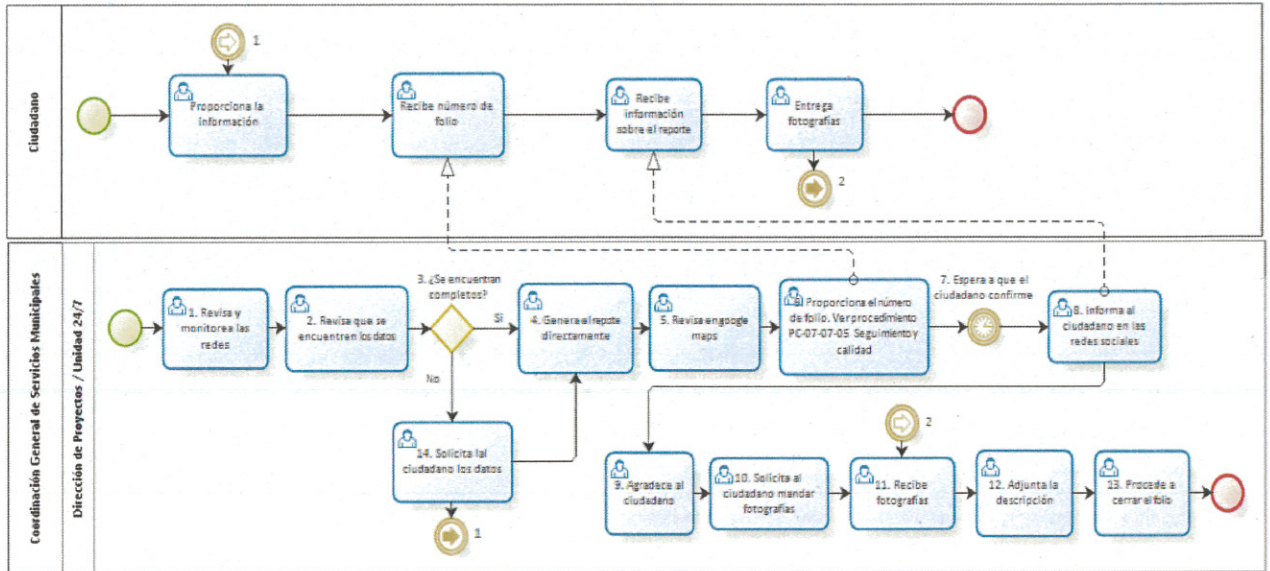 Ciudadano
1
Proporciona la
información
Recibe número de
folio
Recibe
información
sobre el reporte
Entrega
fotografías
2
Coordinación General de Servicios Municipales
Dirección de Proyectos / Unidad 24/7
1. Revisa y
monitorea las
redes
2. Revisa que se
encuentren los datos
3. ¿Se encuentran
completos?
Si
No
4. Genera el repote
directamente
5. Revisa en google
maps
6. Proporciona el número
de folio. Ver procedimiento
PC-07-07-05. Seguimiento y
calidad
7. Espera a que el
ciudadano confirme
8. Informa al
ciudadano en las
redes sociales
14. Solicita lal
ciudadano los datos
1
9. Agradece al
ciudadano
10. Solicita al
ciudadano mandar
fotografías
2
11. Recibe
fotografías
12. Adjunta la
descripción
13. Procede a
cerrar el folio